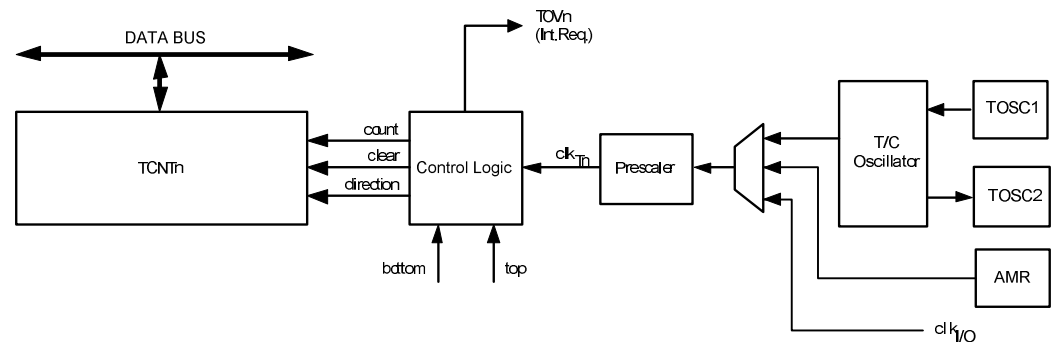 TOVn
(Int.Req.)
DATA BUS
TCNTn
count
clear
direction
Control Logic
bottom
top
clkTn
Prescaler
T/C
Oscillator
TOSC1
TOSC2
AMR
clkI/O